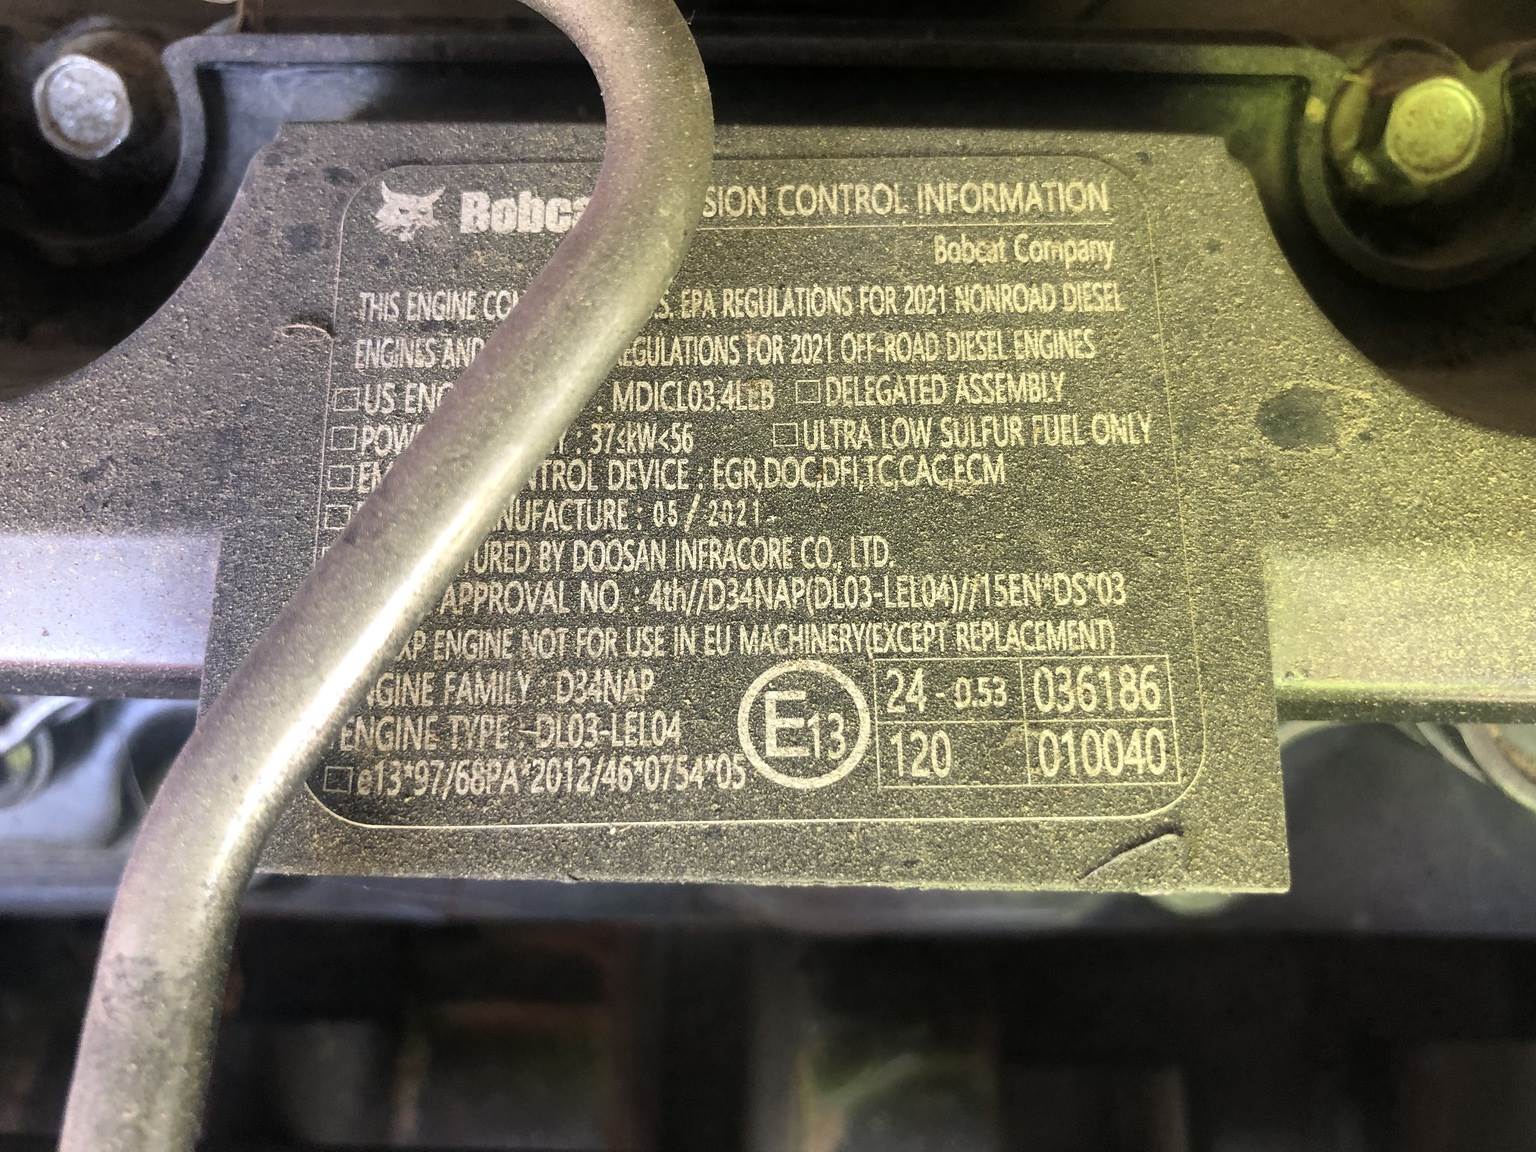 Bobca SION CONTROL INFORMATION
Bobcat Company
THIS ENGINE CO S. EPA REGULATIONS FOR 2021 NONROAD DIESEL
ENGINES AND EGULATIONS FOR 2021 OFF-ROAD DIESEL ENGINES
□US ENG . MDICL03.4LEB □DELEGATED ASSEMBLY
□POW Y : 37≤kW<56 □ULTRA LOW SULFUR FUEL ONLY
□EM NTROL DEVICE : EGR,DOC,DFI,TC,CAC,ECM
□ NUFACTURE : 05/2021
TURED BY DOOSAN INFRACORE CO., LTD.
APPROVAL NO. : 4th//D34NAP(DL03-LEL04)//15EN*DS*03
XP ENGINE NOT FOR USE IN EU MACHINERY(EXCEPT REPLACEMENT)
NGINE FAMILY : D34NAP
ENGINE TYPE : DL03-LEL04
□e13*97/68PA*2012/46*0754*05
E13
24 - 0.53 036186
120 010040